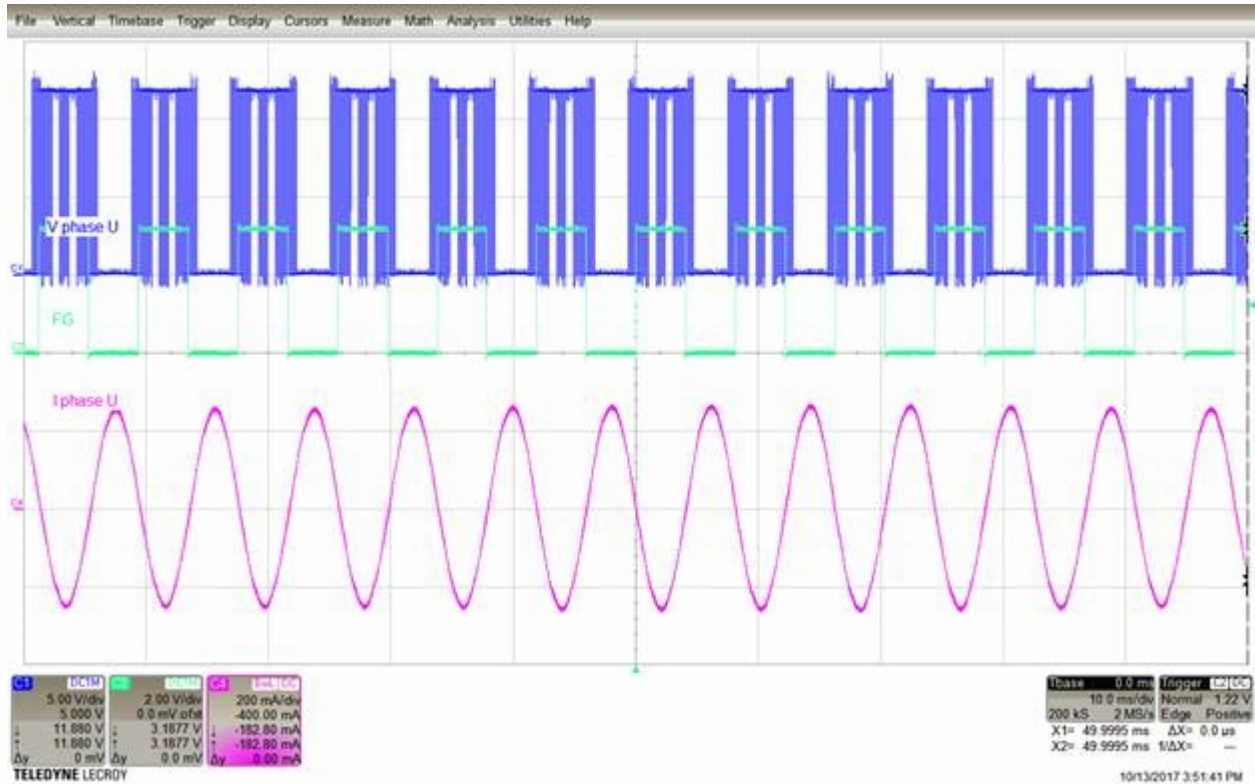 File Vertical Timebase Trigger Display Cursors Measure Math Analysis Utilities Help
V phase U
FG
I phase U
C1 DC1M
5.00 V/div
5.000 V
11.880 V
11.880 V
Δy 0 mV
DC1M
2.00 V/div
0.0 mV ofst
3.1877 V
3.1877 V
Δy 0.0 mV
C4 BwL DC
200 mA/div
-400.00 mA
-182.80 mA
-182.80 mA
Δy 0.00 mA
Tbase 0.0 ms
10.0 ms/div
200 kS 2 MS/s
Trigger C2 DC
Normal 1.22 V
Edge Positive
X1= 49.9995 ms ΔX= 0.0 µs
X2= 49.9995 ms 1/ΔX= ---
TELEDYNE LECROY
10/13/2017 3:51:41 PM